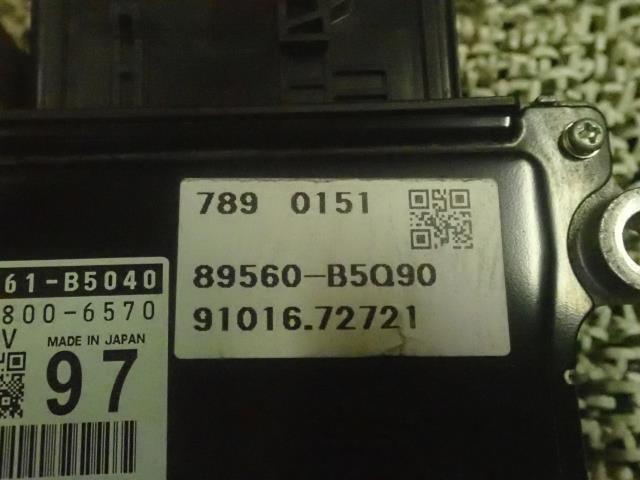 789 0151
89560-B5Q90
91016.72721
61-B5040
800-6570
V
MADE IN JAPAN
97